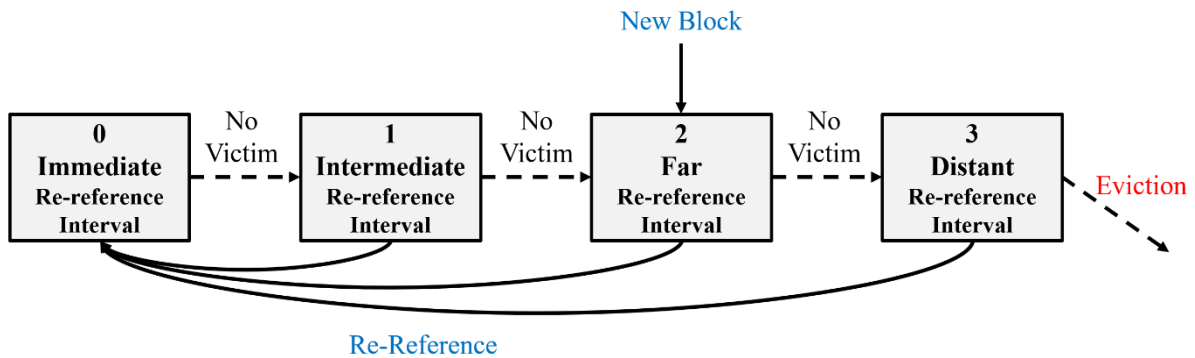 New Block
0
Immediate
Re-reference
Interval
No
Victim
1
Intermediate
Re-reference
Interval
No
Victim
2
Far
Re-reference
Interval
No
Victim
3
Distant
Re-reference
Interval
Eviction
Re-Reference